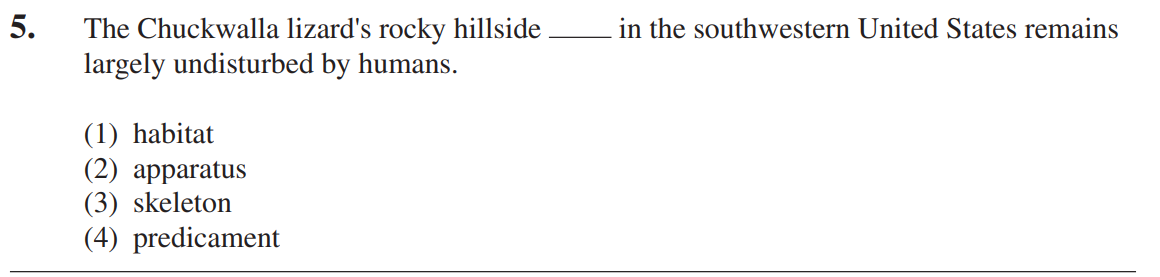 5. The Chuckwalla lizard's rocky hillside ____ in the southwestern United States remains
largely undisturbed by humans.
(1) habitat
(2) apparatus
(3) skeleton
(4) predicament